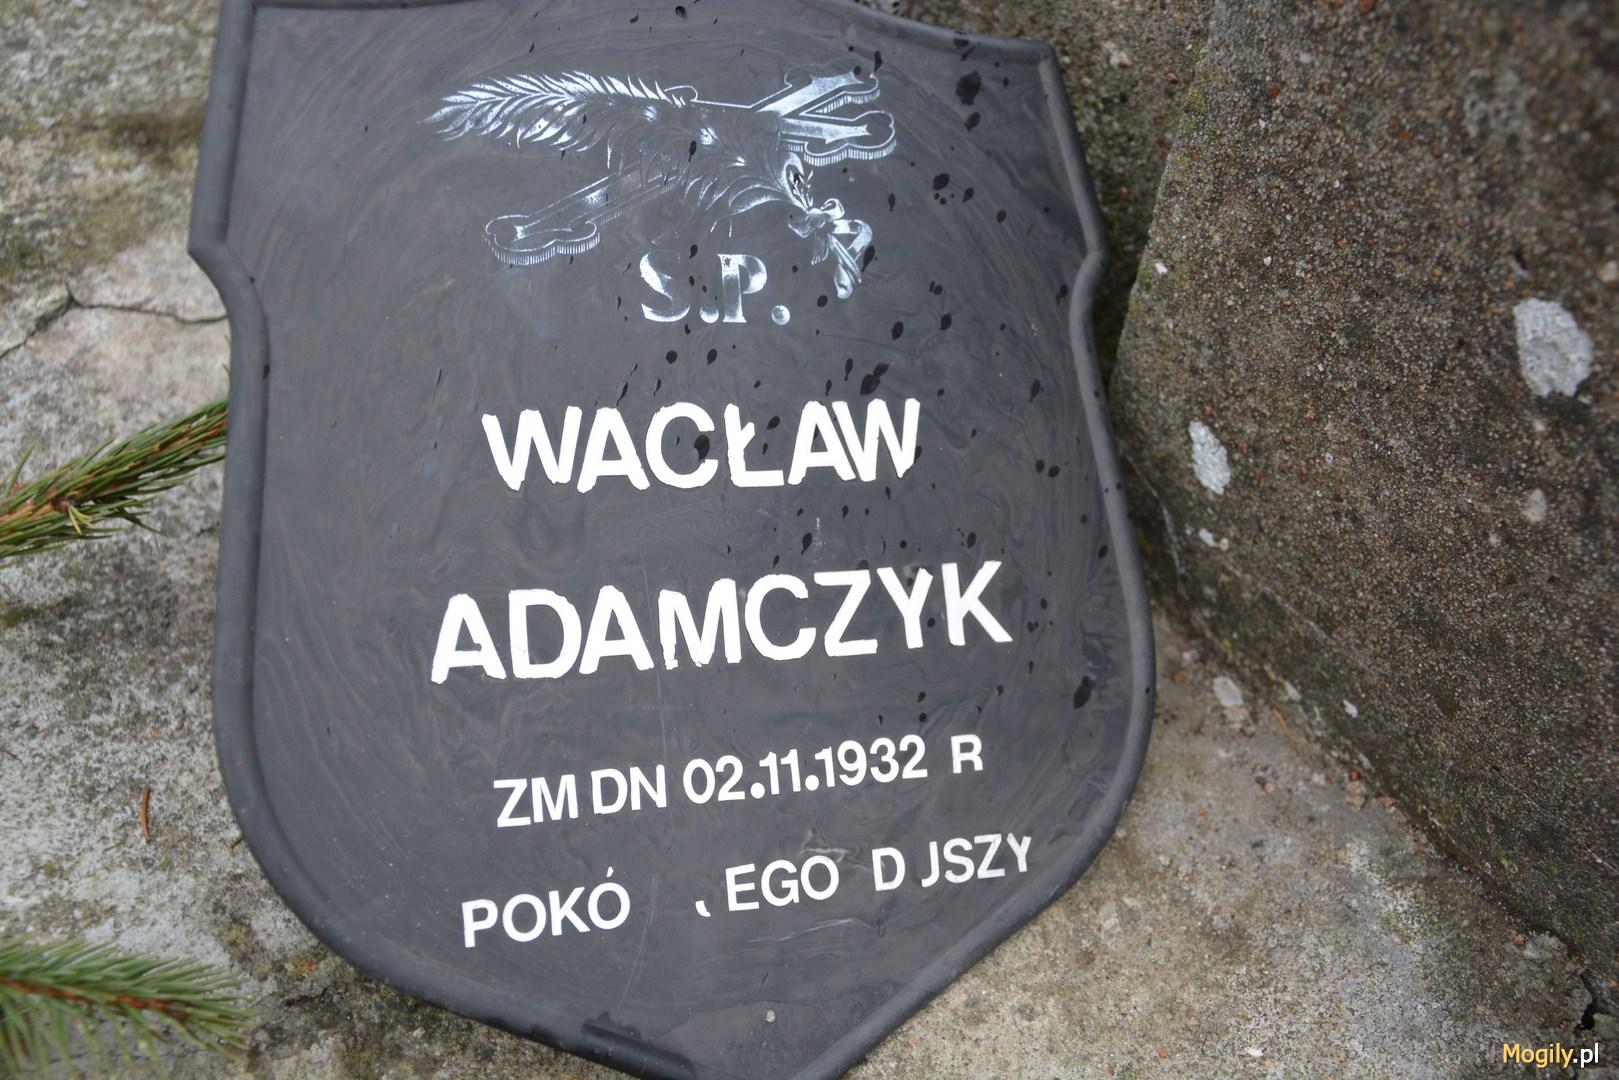 S.P.
WACŁAW
ADAMCZYK
ZM DN 02.11.1932 R
POKÓ EGO D JSZY
Mogily.pl